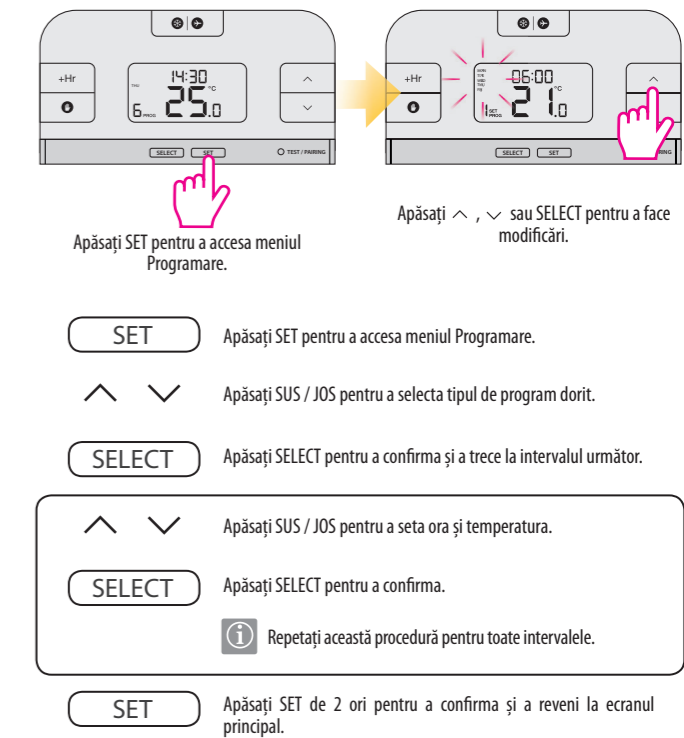 +Hr
THU
14:30
6 PROG
25.0
°C
SELECT
SET
TEST / PAIRING
+Hr
MON
TUE
WED
THU
FRI
06:00
1 SET PROG
21.0
°C
SELECT
SET
RING
Apăsați SET pentru a accesa meniul
Programare.
Apăsați ︿ , ﹀ sau SELECT pentru a face
modificări.
SET
Apăsați SET pentru a accesa meniul Programare.
Apăsați SUS / JOS pentru a selecta tipul de program dorit.
SELECT
Apăsați SELECT pentru a confirma și a trece la intervalul următor.
Apăsați SUS / JOS pentru a seta ora și temperatura.
SELECT
Apăsați SELECT pentru a confirma.
i
Repetați această procedură pentru toate intervalele.
SET
Apăsați SET de 2 ori pentru a confirma și a reveni la ecranul
principal.